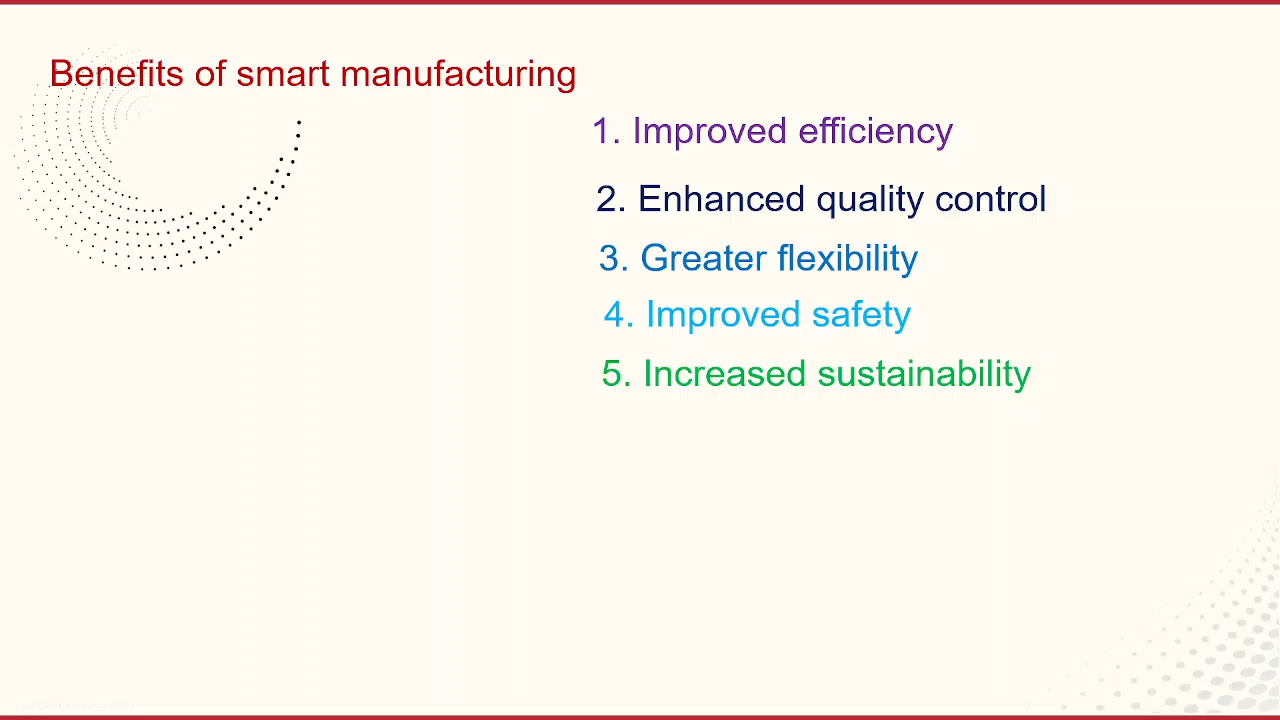 Benefits of smart manufacturing
1. Improved efficiency
2. Enhanced quality control
3. Greater flexibility
4. Improved safety
5. Increased sustainability